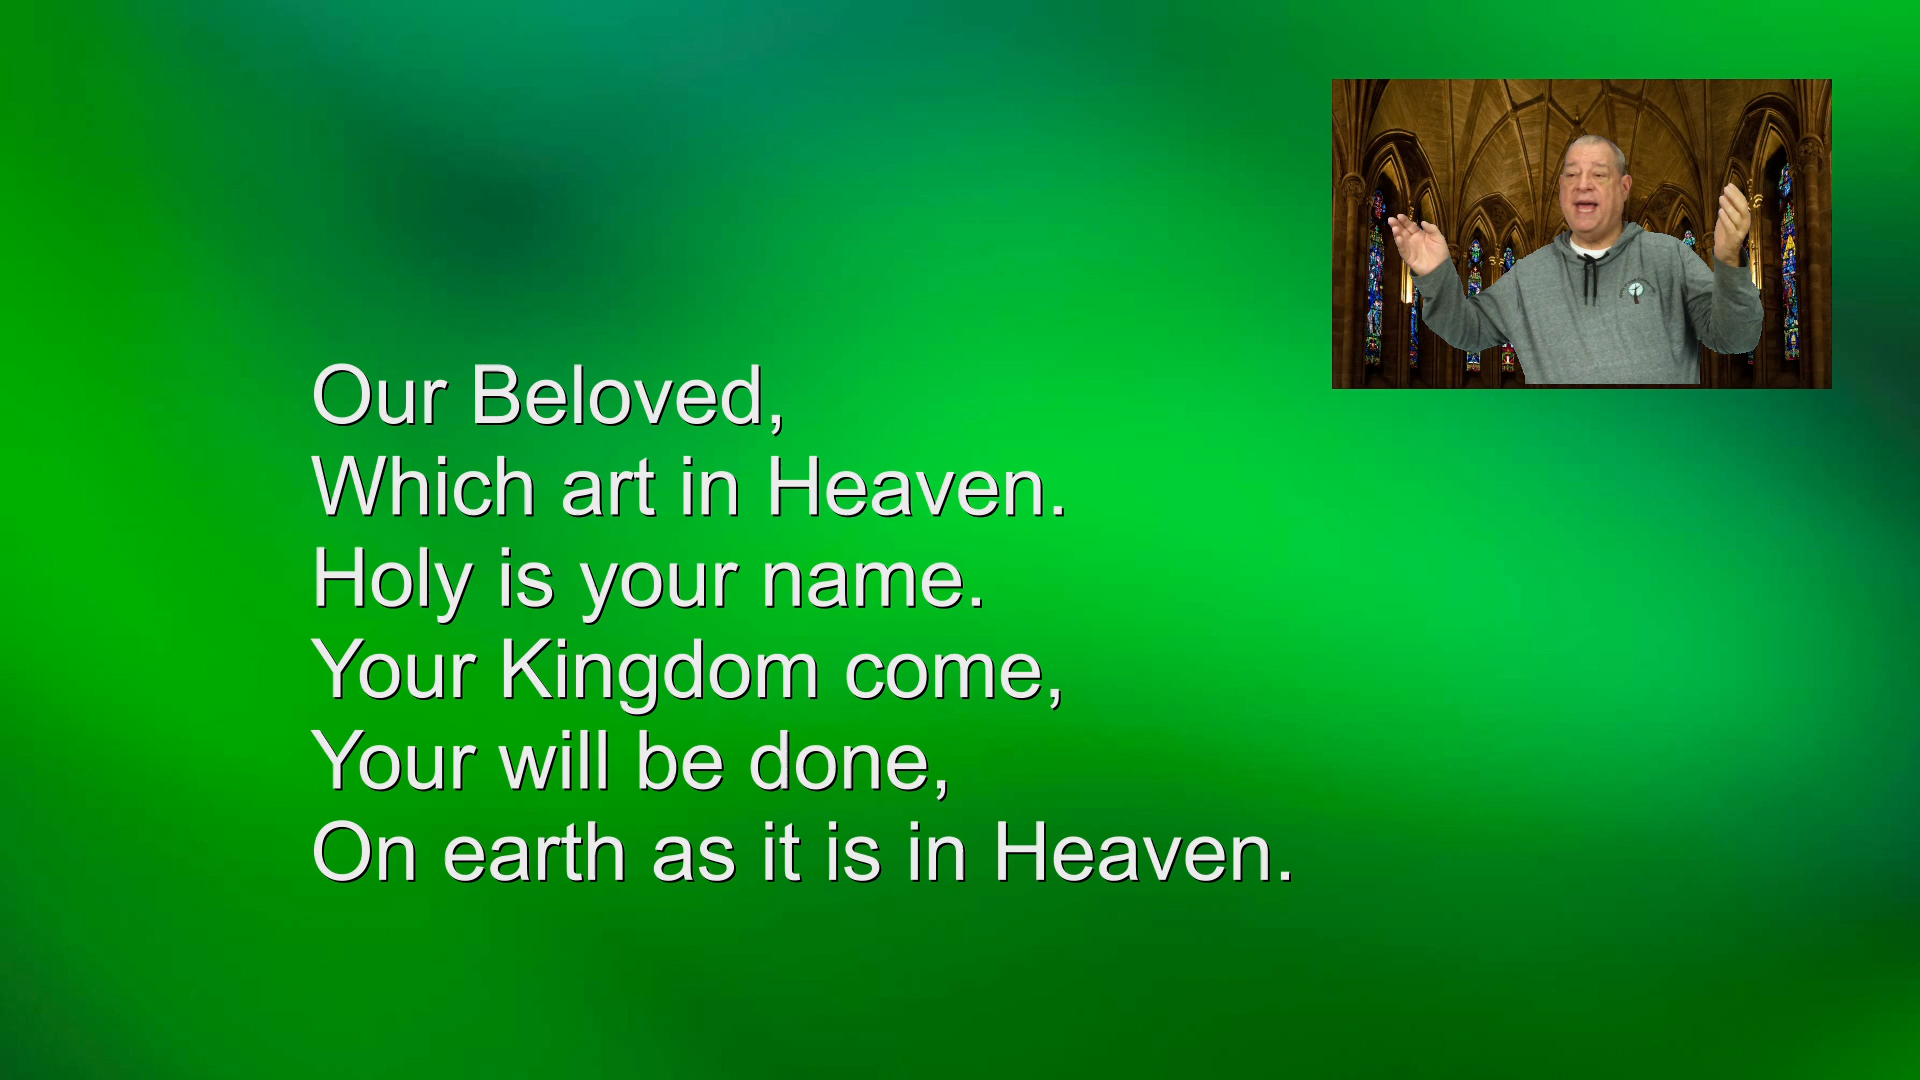 Our Beloved,
Which art in Heaven.
Holy is your name.
Your Kingdom come,
Your will be done,
On earth as it is in Heaven.